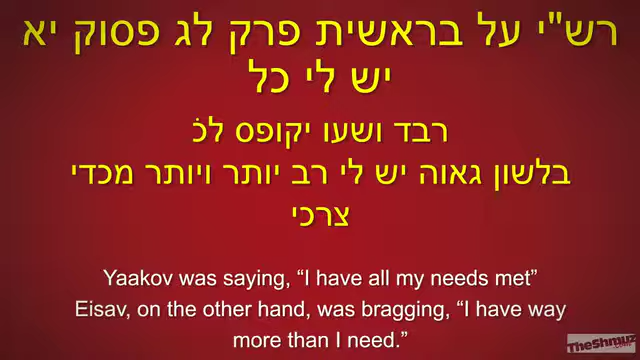 רש"י על בראשית פרק לג פסוק יא
יש לי כל
רבד ושעו יקופס לכֹ
בלשון גאוה יש לי רב יותר ויותר מכדי
צרכי
Yaakov was saying, “I have all my needs met”
Eisav, on the other hand, was bragging, “I have way
more than I need.”
TheShmuz
.com